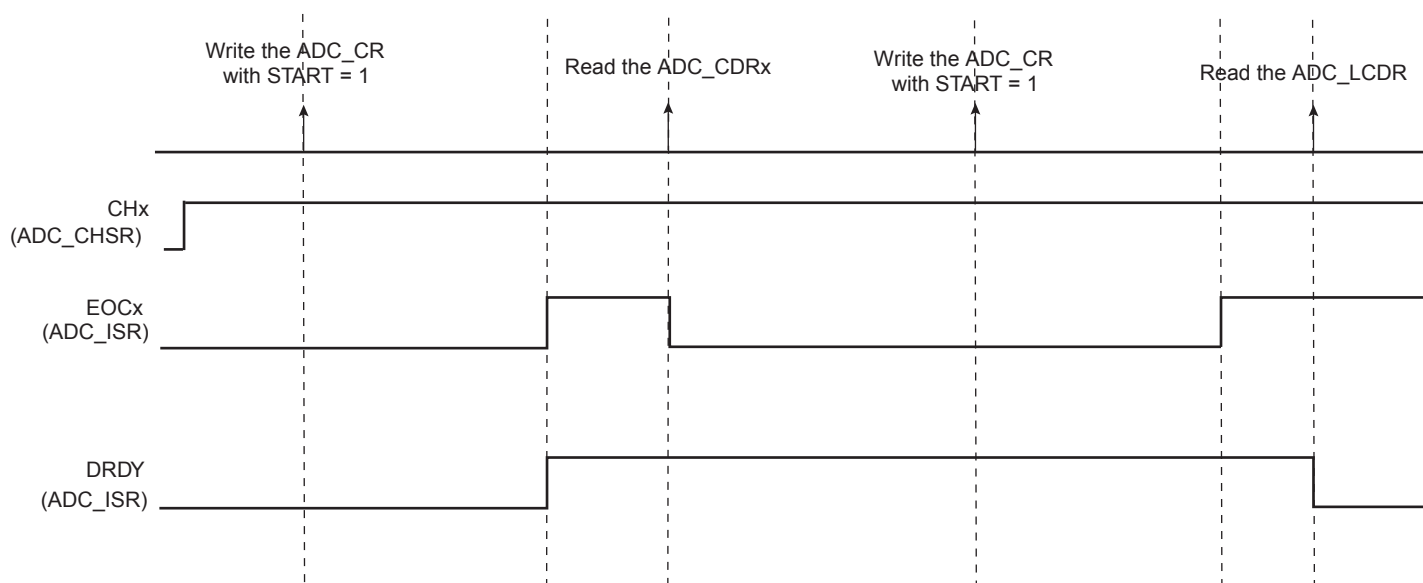 Write the ADC_CR
with START = 1
Read the ADC_CDRx
Write the ADC_CR
with START = 1
Read the ADC_LCDR
CHx
(ADC_CHSR)
EOCx
(ADC_ISR)
DRDY
(ADC_ISR)